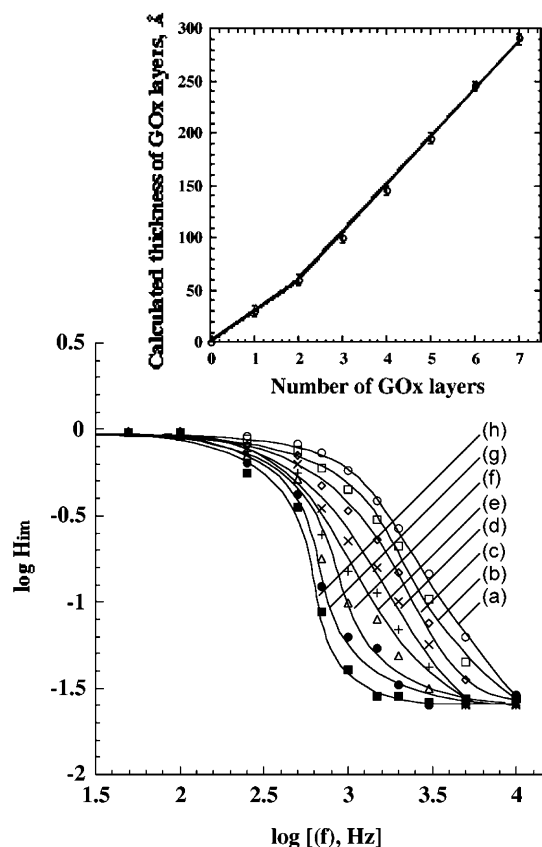 Calculated thickness of GOx layers, Å
300
250
200
150
100
50
0
0 1 2 3 4 5 6 7
Number of GOx layers
log Him
0.5
0
-0.5
-1
-1.5
-2
1.5 2 2.5 3 3.5 4
log [(f), Hz]
(h)
(g)
(f)
(e)
(d)
(c)
(b)
(a)